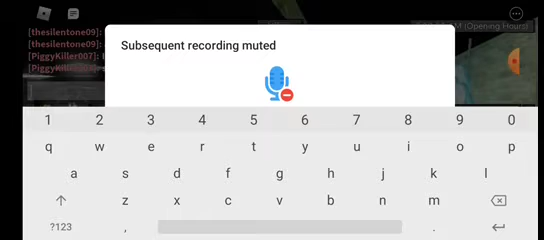 (Opening Hours)
[thesilentone09]:
[thesilentone09]:
[PiggyKiller007]:
Subsequent recording muted
1 2 3 4 5 6 7 8 9 0
q w e r t y u i o p
a s d f g h j k l
z x c v b n m
?123 , .